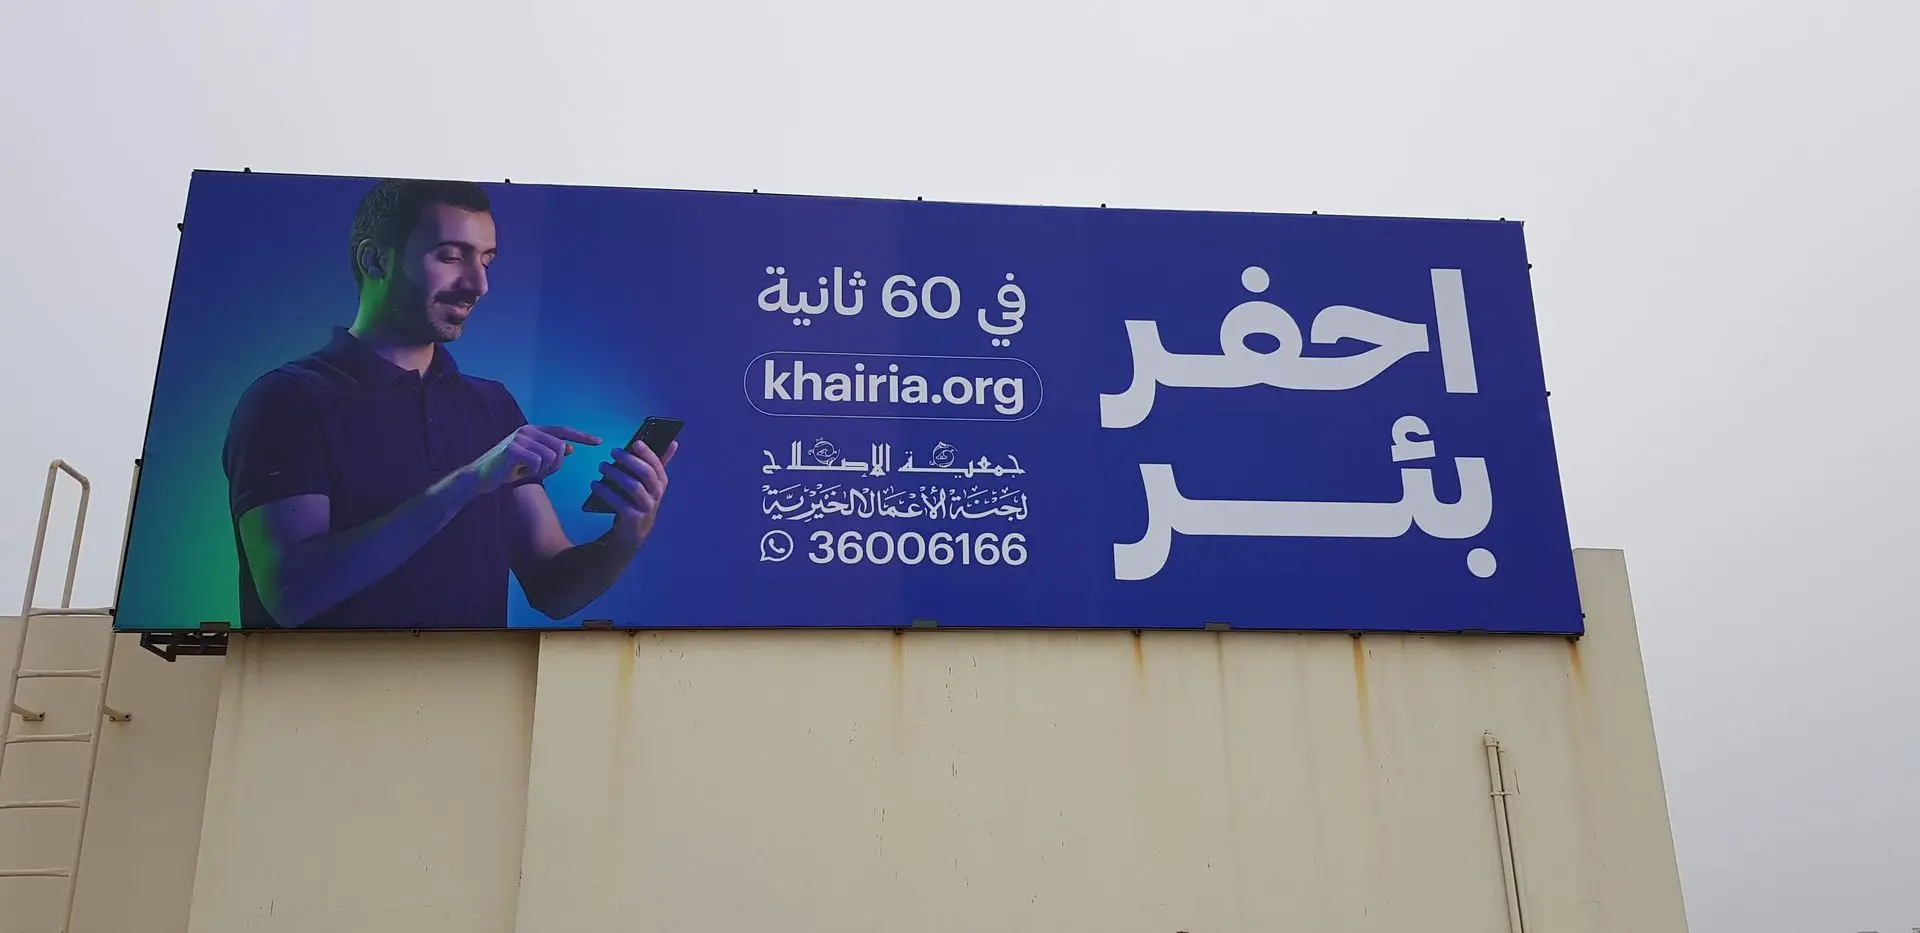 احفر
بئر
في 60 ثانية
khairia.org
جمعية الإصلاح
لجنة الأعمال الخيرية
36006166